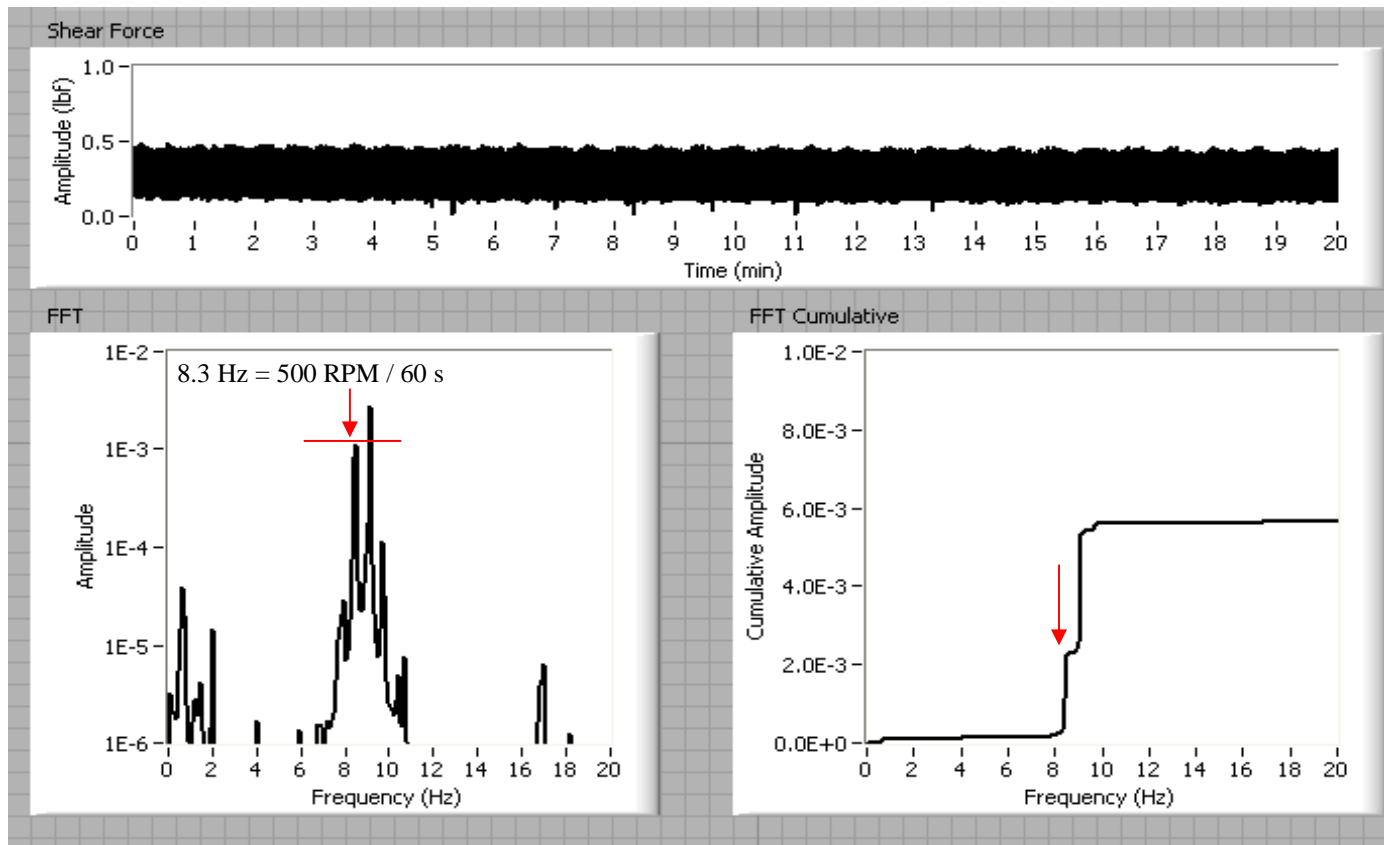 Shear Force
Amplitude (lbf)
1.0
0.5
0.0
0 1 2 3 4 5 6 7 8 9 10 11 12 13 14 15 16 17 18 19 20
Time (min)
FFT
8.3 Hz = 500 RPM / 60 s
Amplitude
1E-2
1E-3
1E-4
1E-5
1E-6
0 2 4 6 8 10 12 14 16 18 20
Frequency (Hz)
FFT Cumulative
Cumulative Amplitude
1.0E-2
8.0E-3
6.0E-3
4.0E-3
2.0E-3
0.0E+0
0 2 4 6 8 10 12 14 16 18 20
Frequency (Hz)